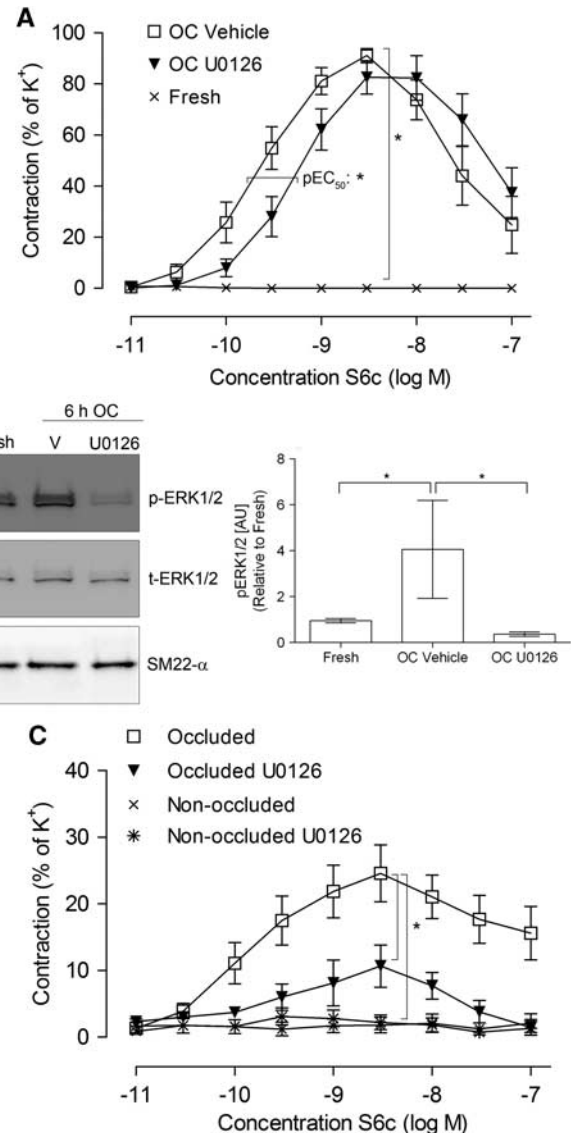 A
OC Vehicle
OC U0126
Fresh
100
80
60
40
20
0
Contraction (% of K+)
*
pEC50: *
-11 -10 -9 -8 -7
Concentration S6c (log M)
6 h OC
sh V U0126
p-ERK1/2
t-ERK1/2
SM22-α
8
6
4
2
0
pERK1/2 [AU]
(Relative to Fresh)
* *
Fresh OC Vehicle OC U0126
C
Occluded
Occluded U0126
Non-occluded
Non-occluded U0126
40
30
20
10
0
Contraction (% of K+)
*
-11 -10 -9 -8 -7
Concentration S6c (log M)